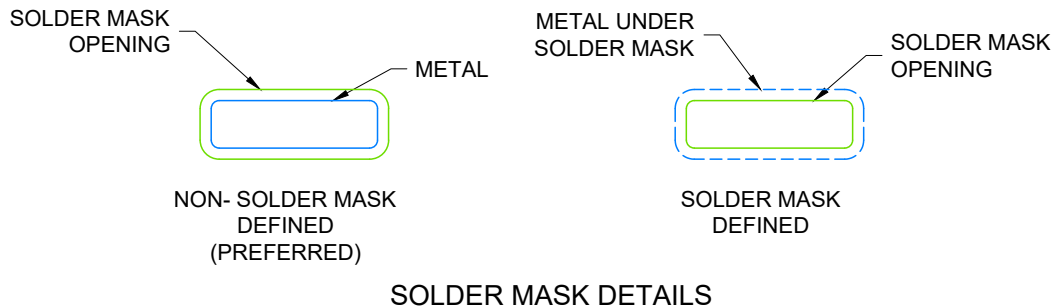 SOLDER MASK
OPENING
METAL
NON- SOLDER MASK
DEFINED
(PREFERRED)
METAL UNDER
SOLDER MASK
SOLDER MASK
OPENING
SOLDER MASK
DEFINED
SOLDER MASK DETAILS